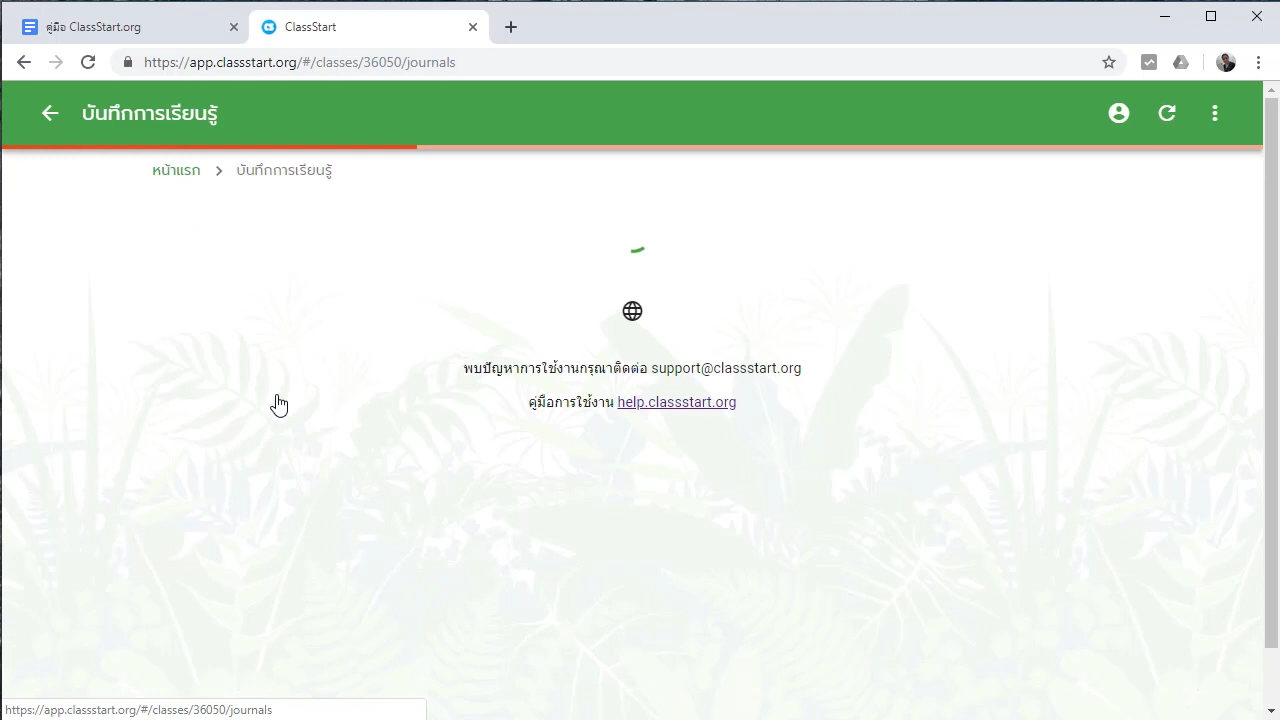 คู่มือ ClassStart.org
ClassStart
https://app.classstart.org/#/classes/36050/journals
บันทึกการเรียนรู้
หน้าแรก > บันทึกการเรียนรู้
พบปัญหาการใช้งานกรุณาติดต่อ support@classstart.org
คู่มือการใช้งาน help.classstart.org
https://app.classstart.org/#/classes/36050/journals